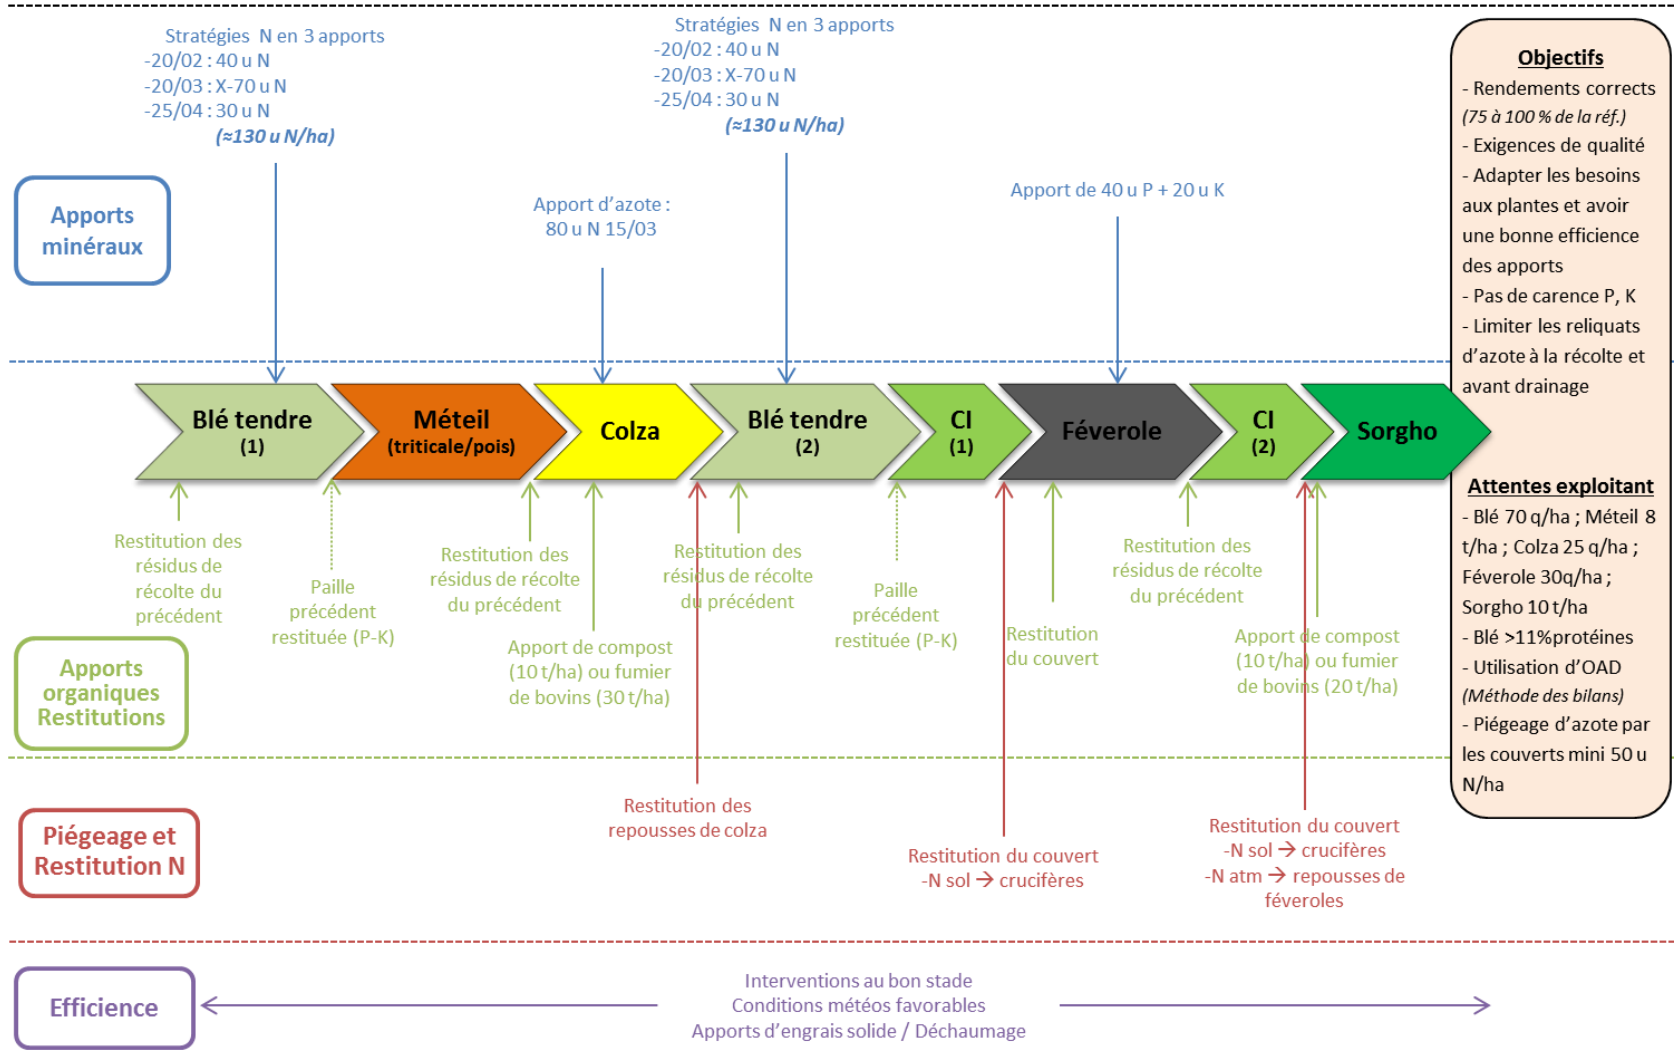 Stratégies N en 3 apports
-20/02 : 40 u N
-20/03 : X-70 u N
-25/04 : 30 u N
(≈130 u N/ha)
Stratégies N en 3 apports
-20/02 : 40 u N
-20/03 : X-70 u N
-25/04 : 30 u N
(≈130 u N/ha)
Apports
minéraux
Apport d'azote :
80 u N 15/03
Apport de 40 u P + 20 u K
Blé tendre
(1)
Méteil
(triticale/pois)
Colza
Blé tendre
(2)
CI
(1)
Féverole
CI
(2)
Sorgho
Restitution des
résidus de
récolte du
précédent
Paille
précédent
restituée (P-K)
Restitution des
résidus de récolte
du précédent
Apport de compost
(10 t/ha) ou fumier
de bovins (30 t/ha)
Restitution des
résidus de récolte
du précédent
Paille
précédent
restituée (P-K)
Restitution
du couvert
Restitution des
résidus de récolte
du précédent
Apport de compost
(10 t/ha) ou fumier
de bovins (20 t/ha)
Apports
organiques
Restitutions
Piégeage et
Restitution N
Restitution des
repousses de colza
Restitution du couvert
-N sol → crucifères
Restitution du couvert
-N sol → crucifères
-N atm → repousses de
féveroles
Efficience
Interventions au bon stade
Conditions météos favorables
Apports d'engrais solide / Déchaumage
Objectifs
- Rendements corrects
(75 à 100 % de la réf.)
- Exigences de qualité
- Adapter les besoins
aux plantes et avoir
une bonne efficience
des apports
- Pas de carence P, K
- Limiter les reliquats
d'azote à la récolte et
avant drainage
Attentes exploitant
- Blé 70 q/ha ; Méteil 8
t/ha ; Colza 25 q/ha ;
Féverole 30q/ha ;
Sorgho 10 t/ha
- Blé >11%protéines
- Utilisation d'OAD
(Méthode des bilans)
- Piégeage d'azote par
les couverts mini 50 u
N/ha